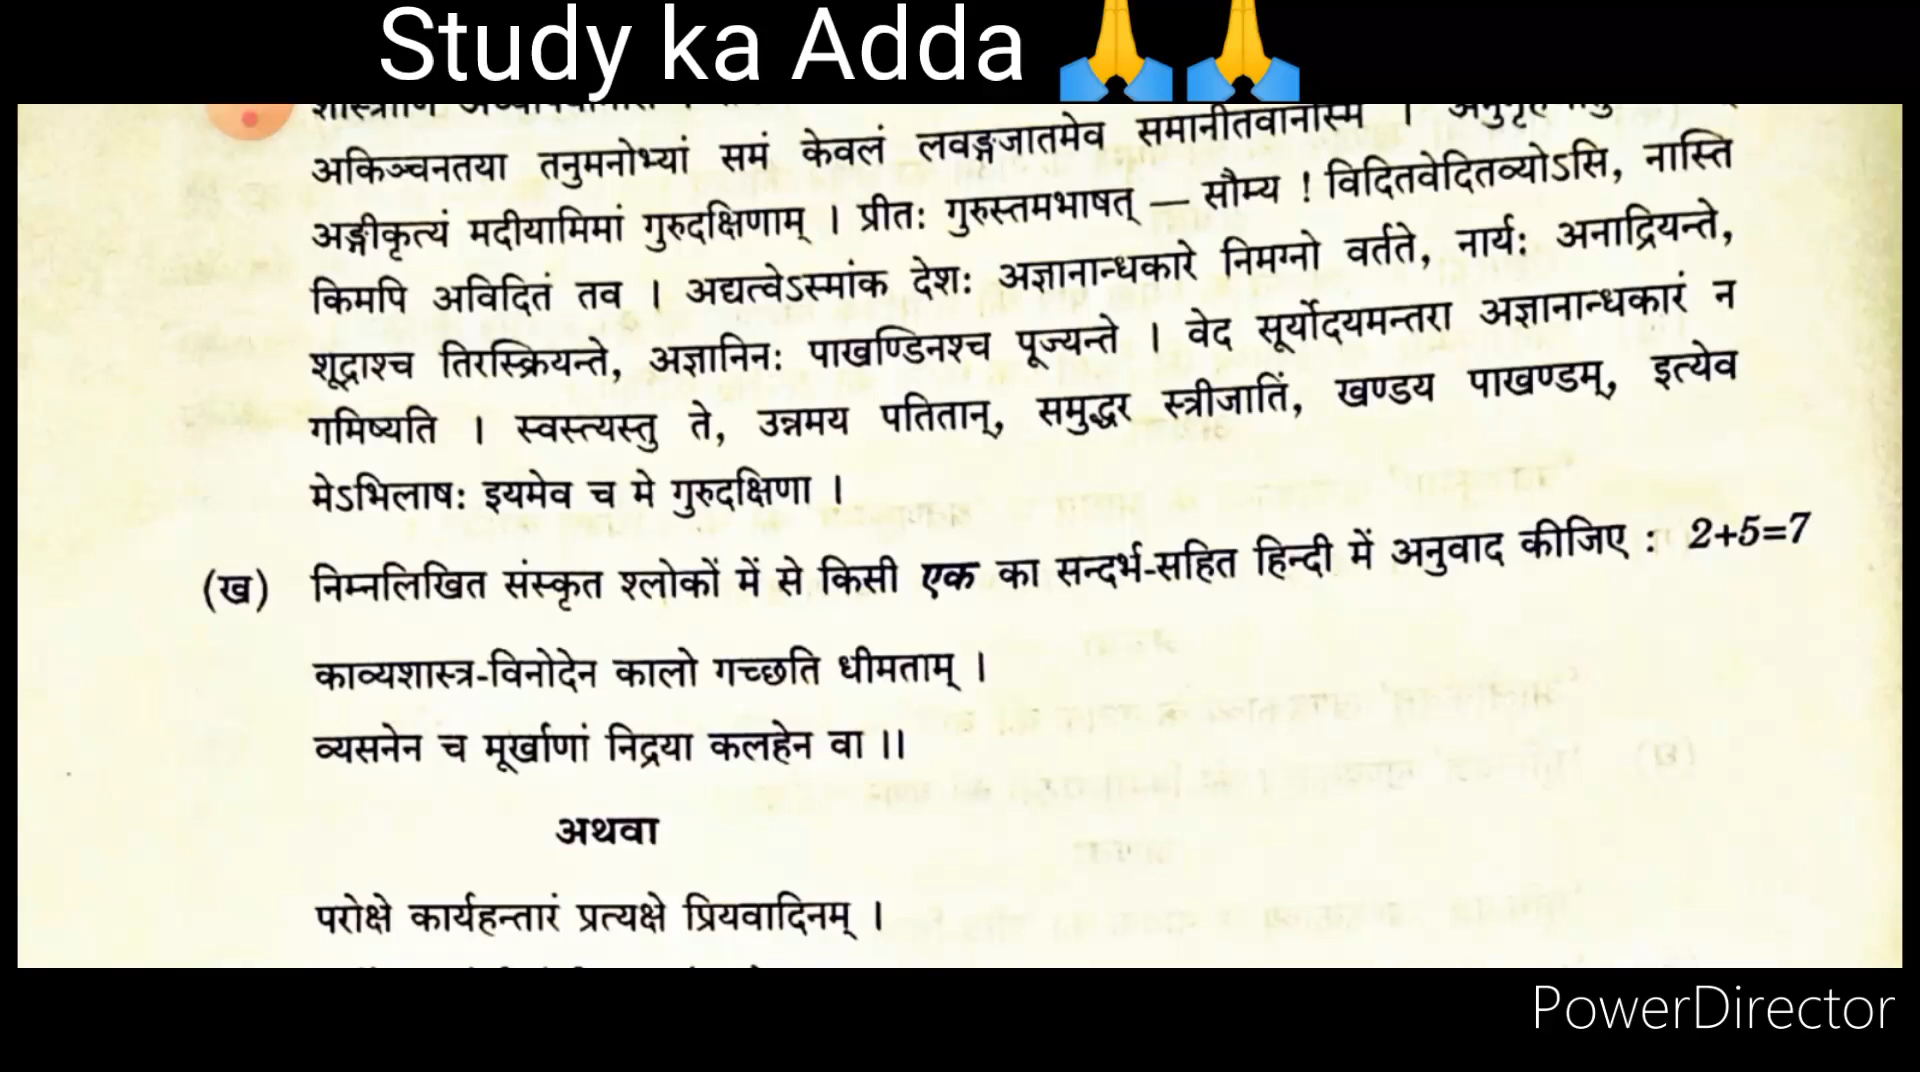 Study ka Adda 🙏🙏
अकिञ्चनतया तनुमनोभ्यां समं केवलं लवङ्गजातमेव समानीतवानस्मि ।
अङ्गीकृत्यं मदीयामिमां गुरुदक्षिणाम् । प्रीतः गुरुस्तमभाषत् — सौम्य ! विदितवेदितव्योऽसि, नास्ति
किमपि अविदितं तव । अद्यत्वेऽस्मांक देशः अज्ञानान्धकारे निमग्नो वर्तते, नार्यः अनाद्रियन्ते,
शूद्राश्च तिरस्क्रियन्ते, अज्ञानिनः पाखण्डिनश्च पूज्यन्ते । वेद सूर्योदयमन्तरा अज्ञानान्धकारं न
गमिष्यति । स्वस्त्यस्तु ते, उन्नमय पतितान्, समुद्धर स्त्रीजातिं, खण्डय पाखण्डम्, इत्येव
मेऽभिलाषः इयमेव च मे गुरुदक्षिणा ।
(ख) निम्नलिखित संस्कृत श्लोकों में से किसी एक का सन्दर्भ-सहित हिन्दी में अनुवाद कीजिए : 2+5=7
काव्यशास्त्र-विनोदेन कालो गच्छति धीमताम् ।
व्यसनेन च मूर्खाणां निद्रया कलहेन वा ।।
अथवा
परोक्षे कार्यहन्तारं प्रत्यक्षे प्रियवादिनम् ।
PowerDirector